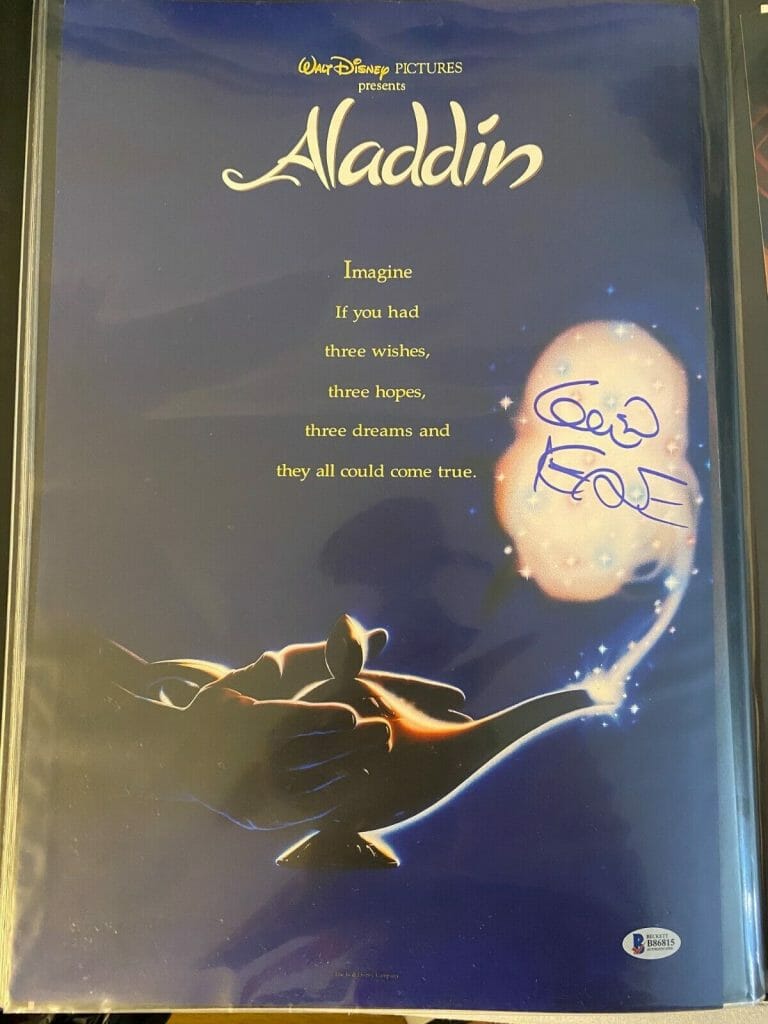 WALT DISNEY PICTURES
presents
Aladdin
Imagine
If you had
three wishes,
three hopes,
three dreams and
they all could come true.
BECKETT
B86815